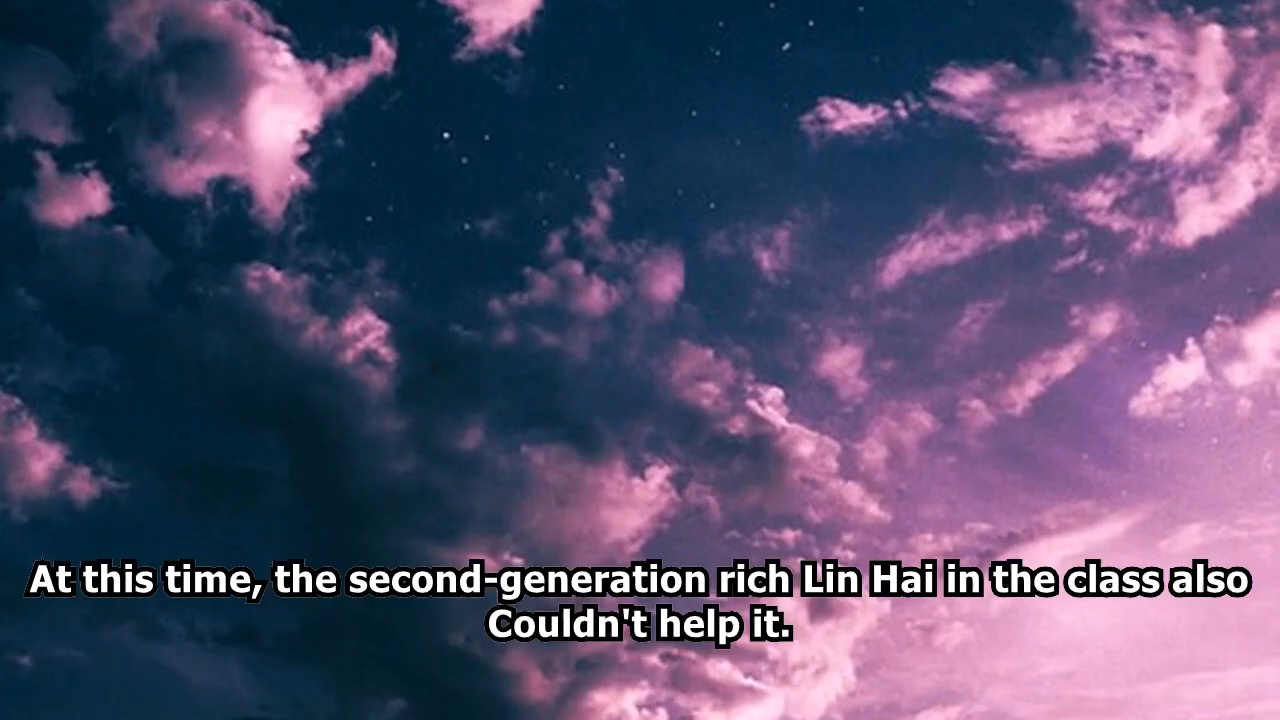 At this time, the second-generation rich Lin Hai in the class also
Couldn't help it.